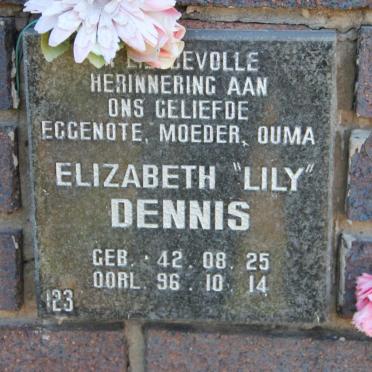 LIEFDEVOLLE
HERINNERING AAN
ONS GELIEFDE
EGGENOTE, MOEDER, OUMA
ELIZABETH "LILY"
DENNIS
GEB. · 42. 08. 25
OORL. 96. 10. 14
123